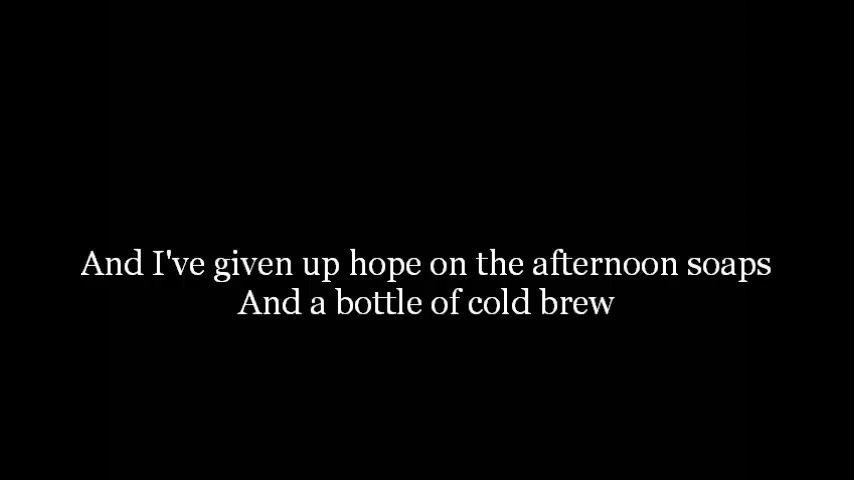 And I've given up hope on the afternoon soaps
And a bottle of cold brew